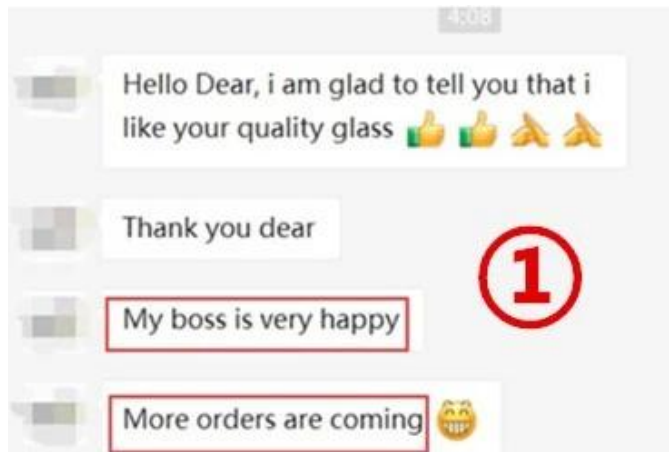 4:08
Hello Dear, i am glad to tell you that i
like your quality glass 👍 👍 🙏 🙏
Thank you dear
1
My boss is very happy
More orders are coming 😁